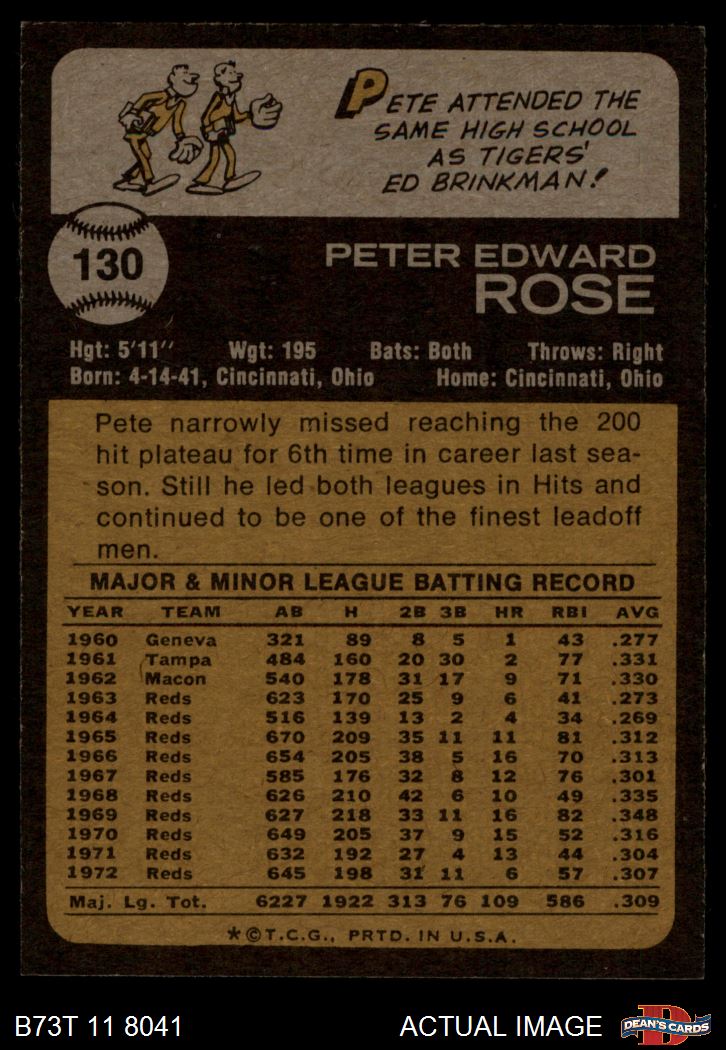 PETE ATTENDED THE
SAME HIGH SCHOOL
AS TIGERS'
ED BRINKMAN!
130
PETER EDWARD
ROSE
Hgt: 5'11" Wgt: 195 Bats: Both Throws: Right
Born: 4-14-41, Cincinnati, Ohio Home: Cincinnati, Ohio
Pete narrowly missed reaching the 200
hit plateau for 6th time in career last sea-
son. Still he led both leagues in Hits and
continued to be one of the finest leadoff
men.
MAJOR & MINOR LEAGUE BATTING RECORD
YEAR TEAM AB H 2B 3B HR RBI AVG
1960 Geneva 321 89 8 5 1 43 .277
1961 Tampa 484 160 20 30 2 77 .331
1962 Macon 540 178 31 17 9 71 .330
1963 Reds 623 170 25 9 6 41 .273
1964 Reds 516 139 13 2 4 34 .269
1965 Reds 670 209 35 11 11 81 .312
1966 Reds 654 205 38 5 16 70 .313
1967 Reds 585 176 32 8 12 76 .301
1968 Reds 626 210 42 6 10 49 .335
1969 Reds 627 218 33 11 16 82 .348
1970 Reds 649 205 37 9 15 52 .316
1971 Reds 632 192 27 4 13 44 .304
1972 Reds 645 198 31 11 6 57 .307
Maj. Lg. Tot. 6227 1922 313 76 109 586 .309
*©T.C.G., PRTD. IN U.S.A.
B73T 11 8041 ACTUAL IMAGE D DEAN'S CARDS